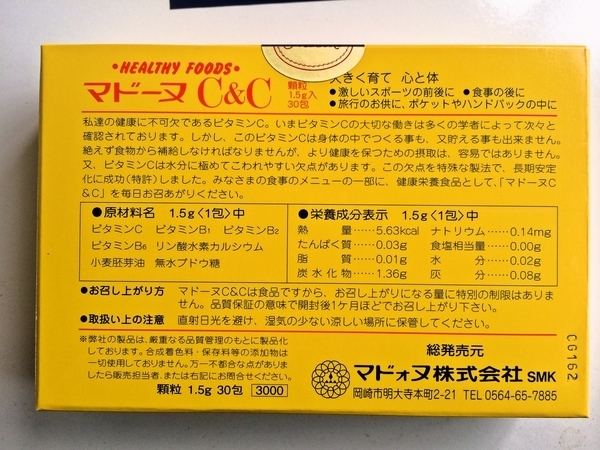 •HEALTHY FOODS•
マドーヌ C&C
顆粒
1.5g入
30包
大きく育て 心と体
●激しいスポーツの前後に ●食事の後に
●旅行のお供に、ポケットやハンドバックの中に
私達の健康に不可欠であるビタミンC。いまビタミンCの大切な働きは多くの学者によって次々と
確認されております。しかし、このビタミンCは身体の中でつくる事も、又貯える事も出来ません。
絶えず食物から補給しなければなりませんが、より健康を保つための摂取は、容易ではありません。
又、ビタミンCは水分に極めてこわれやすい欠点があります。この欠点を特殊な製法で、長期安定
化に成功(特許)しました。みなさまの食事のメニューの一部に、健康栄養食品として、「マドーヌC
&C」を毎日お召あがりください。
●原材料名 1.5g〈1包〉中
ビタミンC ビタミンB₁ ビタミンB₂
ビタミンB₆ リン酸水素カルシウム
小麦胚芽油 無水ブドウ糖
●栄養成分表示 1.5g〈1包〉中
熱量……5.63kcal ナトリウム……0.14mg
たんぱく質……0.03g 食塩相当量……0.00g
脂質……0.01g 水分……0.02g
炭水化物……1.36g 灰分……0.08g
●お召し上がり方 マドーヌC&Cは食品ですから、お召し上がりになる量に特別の制限はありま
せん。品質保証の意味で開封後1ケ月ほどでお召し上がり下さい。
●取扱い上の注意 直射日光を避け、湿気の少ない涼しい場所に保管してください。
※弊社の製品は、厳重なる品質管理のもとに製品化
しております。合成着色料・保存料等の添加物は
一切使用しておりません。万一不都合な点がありま
したら販売担当者、または右記にお問合せください。
顆粒 1.5g 30包 3000
総発売元
マドォヌ株式会社 SMK
岡崎市明大寺本町2-21 TEL 0564-65-7885
CG162